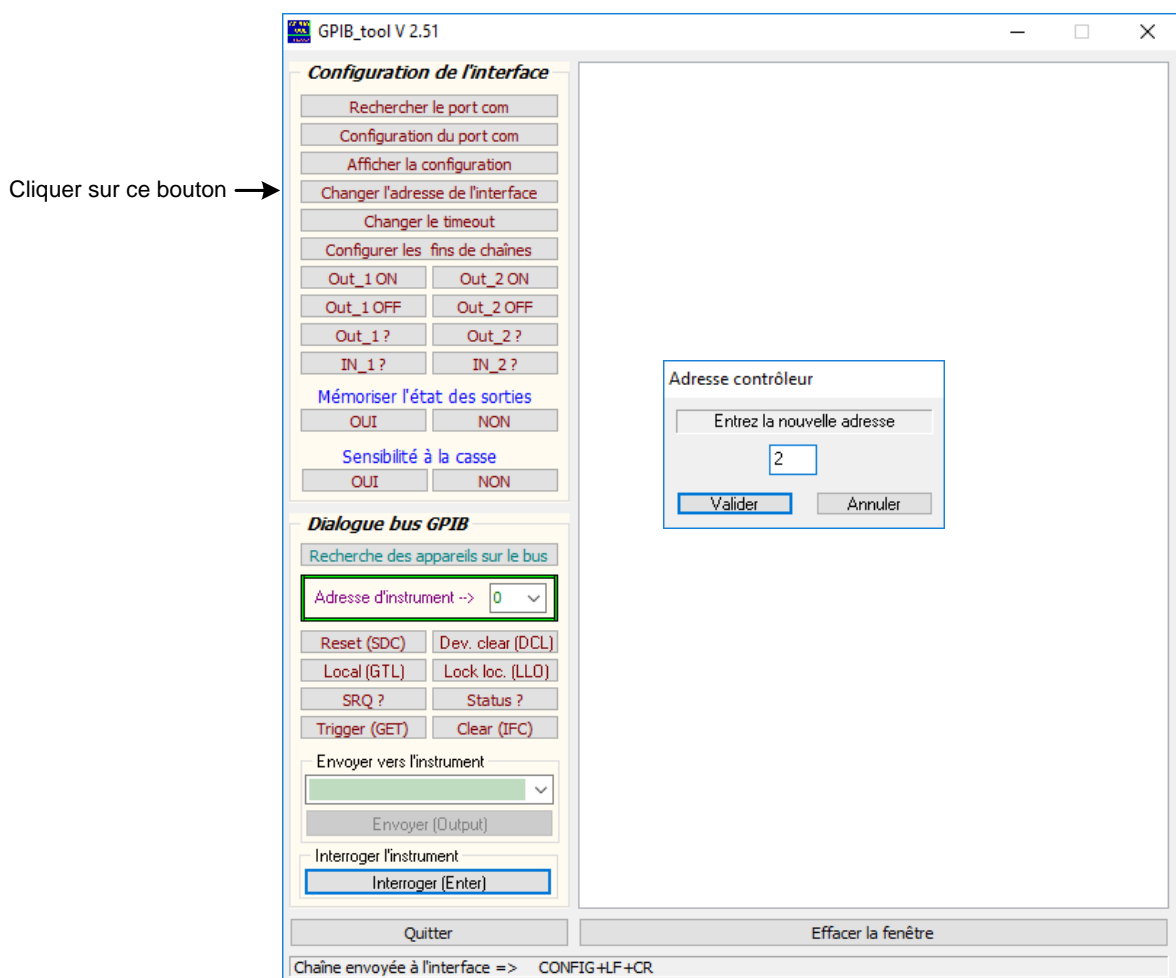 GPIB_tool V 2.51
Configuration de l'interface
Rechercher le port com
Configuration du port com
Afficher la configuration
Cliquer sur ce bouton
Changer l'adresse de l'interface
Changer le timeout
Configurer les fins de chaînes
Out_1 ON Out_2 ON
Out_1 OFF Out_2 OFF
Out_1 ? Out_2 ?
IN_1 ? IN_2 ?
Mémoriser l'état des sorties
OUI NON
Sensibilité à la casse
OUI NON
Adresse contrôleur
Entrez la nouvelle adresse
2
Valider Annuler
Dialogue bus GPIB
Recherche des appareils sur le bus
Adresse d'instrument --> 0
Reset (SDC) Dev. clear (DCL)
Local (GTL) Lock loc. (LLO)
SRQ ? Status ?
Trigger (GET) Clear (IFC)
Envoyer vers l'instrument
Envoyer (Output)
Interroger l'instrument
Interroger (Enter)
Quitter Effacer la fenêtre
Chaîne envoyée à l'interface => CONFIG+LF+CR